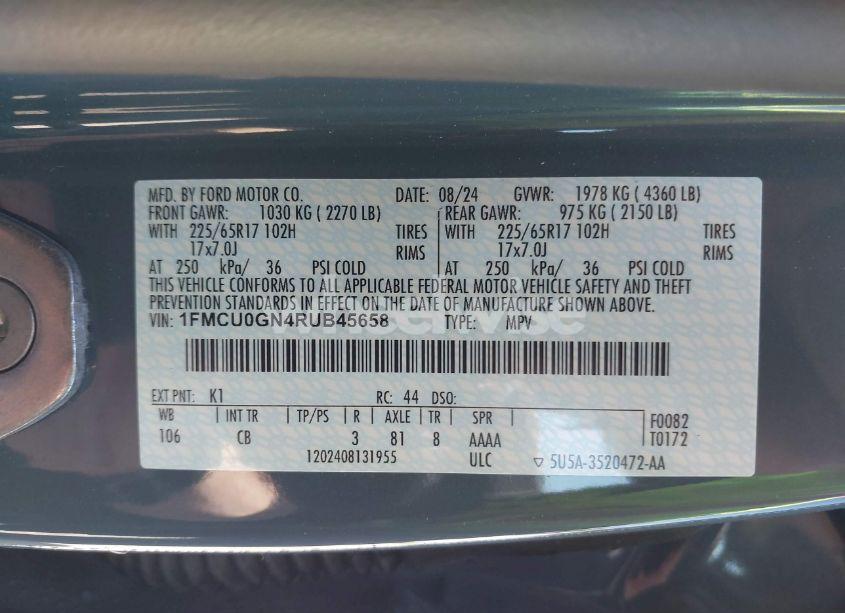 MFD. BY FORD MOTOR CO. DATE: 08/24 GVWR: 1978 KG ( 4360 LB)
FRONT GAWR: 1030 KG ( 2270 LB) REAR GAWR: 975 KG ( 2150 LB)
WITH 225/65R17 102H TIRES WITH 225/65R17 102H TIRES
17x7.0J RIMS 17x7.0J RIMS
AT 250 kPa/ 36 PSI COLD AT 250 kPa/ 36 PSI COLD
THIS VEHICLE CONFORMS TO ALL APPLICABLE FEDERAL MOTOR VEHICLE SAFETY AND THEFT
PREVENTION STANDARDS IN EFFECT ON THE DATE OF MANUFACTURE SHOWN ABOVE.
VIN: 1FMCU0GN4RUB45658 TYPE: MPV
EXT PNT: K1 RC: 44 DSO:
WB INT TR TP/PS R AXLE TR SPR F0082
106 CB 3 81 8 AAAA T0172
1202408131955 ULC 5U5A-3520472-AA